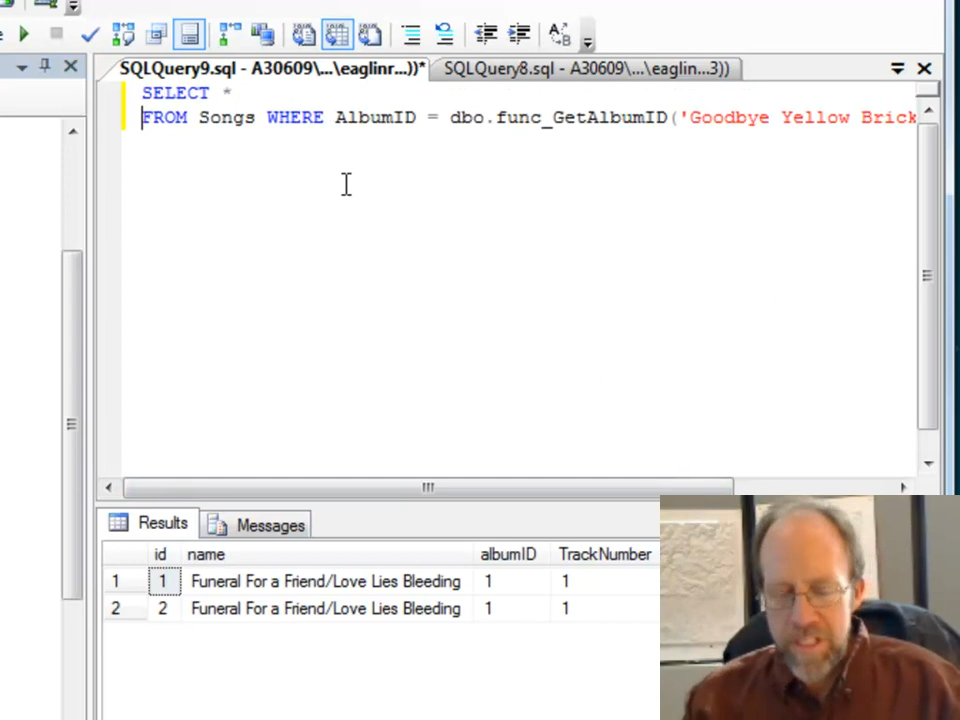 SQLQuery9.sql - A30609\...\eaglinr...))* SQLQuery8.sql - A30609\...\eaglin...3))
SELECT *
FROM Songs WHERE AlbumID = dbo.func_GetAlbumID('Goodbye Yellow Brick
Results Messages
id name albumID TrackNumber
1 1 Funeral For a Friend/Love Lies Bleeding 1 1
2 2 Funeral For a Friend/Love Lies Bleeding 1 1